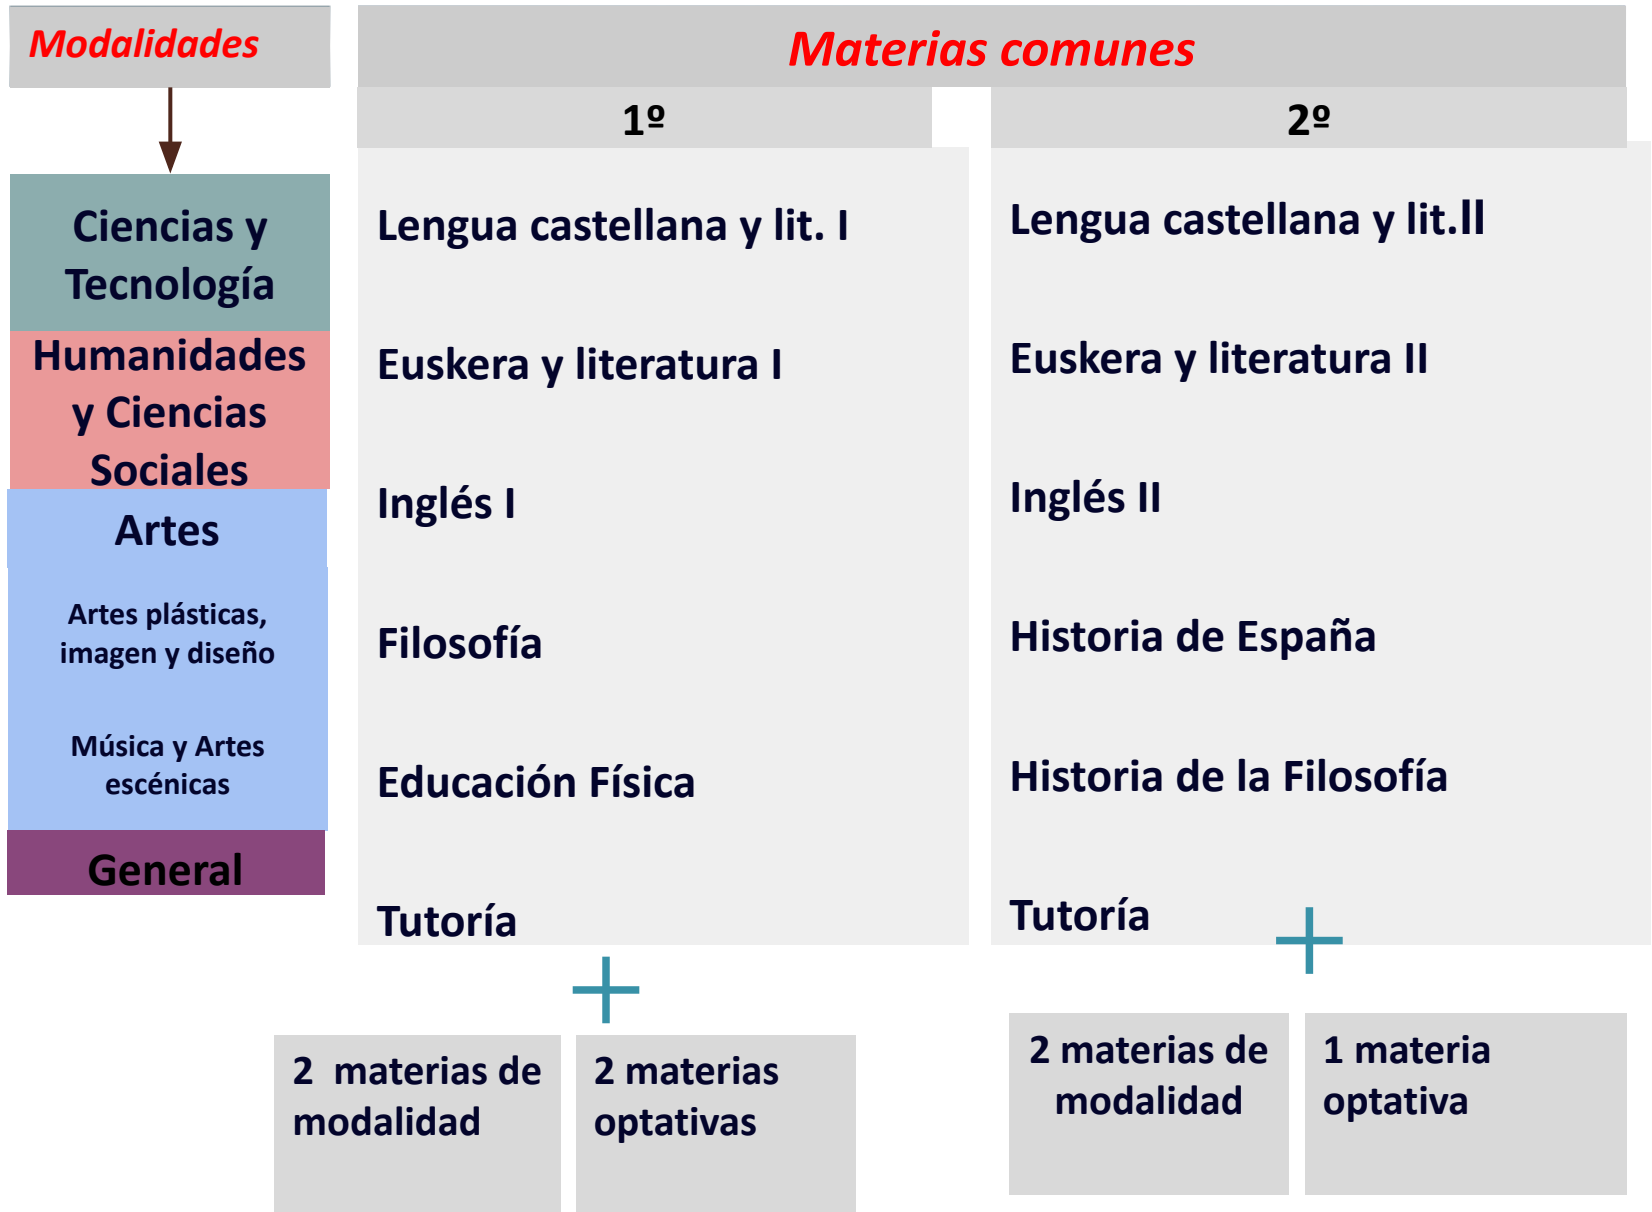 Modalidades
Ciencias y
Tecnología
Humanidades
y Ciencias
Sociales
Artes
Artes plásticas,
imagen y diseño
Música y Artes
escénicas
General
Materias comunes
1º
Lengua castellana y lit. I
Euskera y literatura I
Inglés I
Filosofía
Educación Física
Tutoría
2 materias de
modalidad
2 materias
optativas
2º
Lengua castellana y lit.II
Euskera y literatura II
Inglés II
Historia de España
Historia de la Filosofía
Tutoría
2 materias de
modalidad
1 materia
optativa